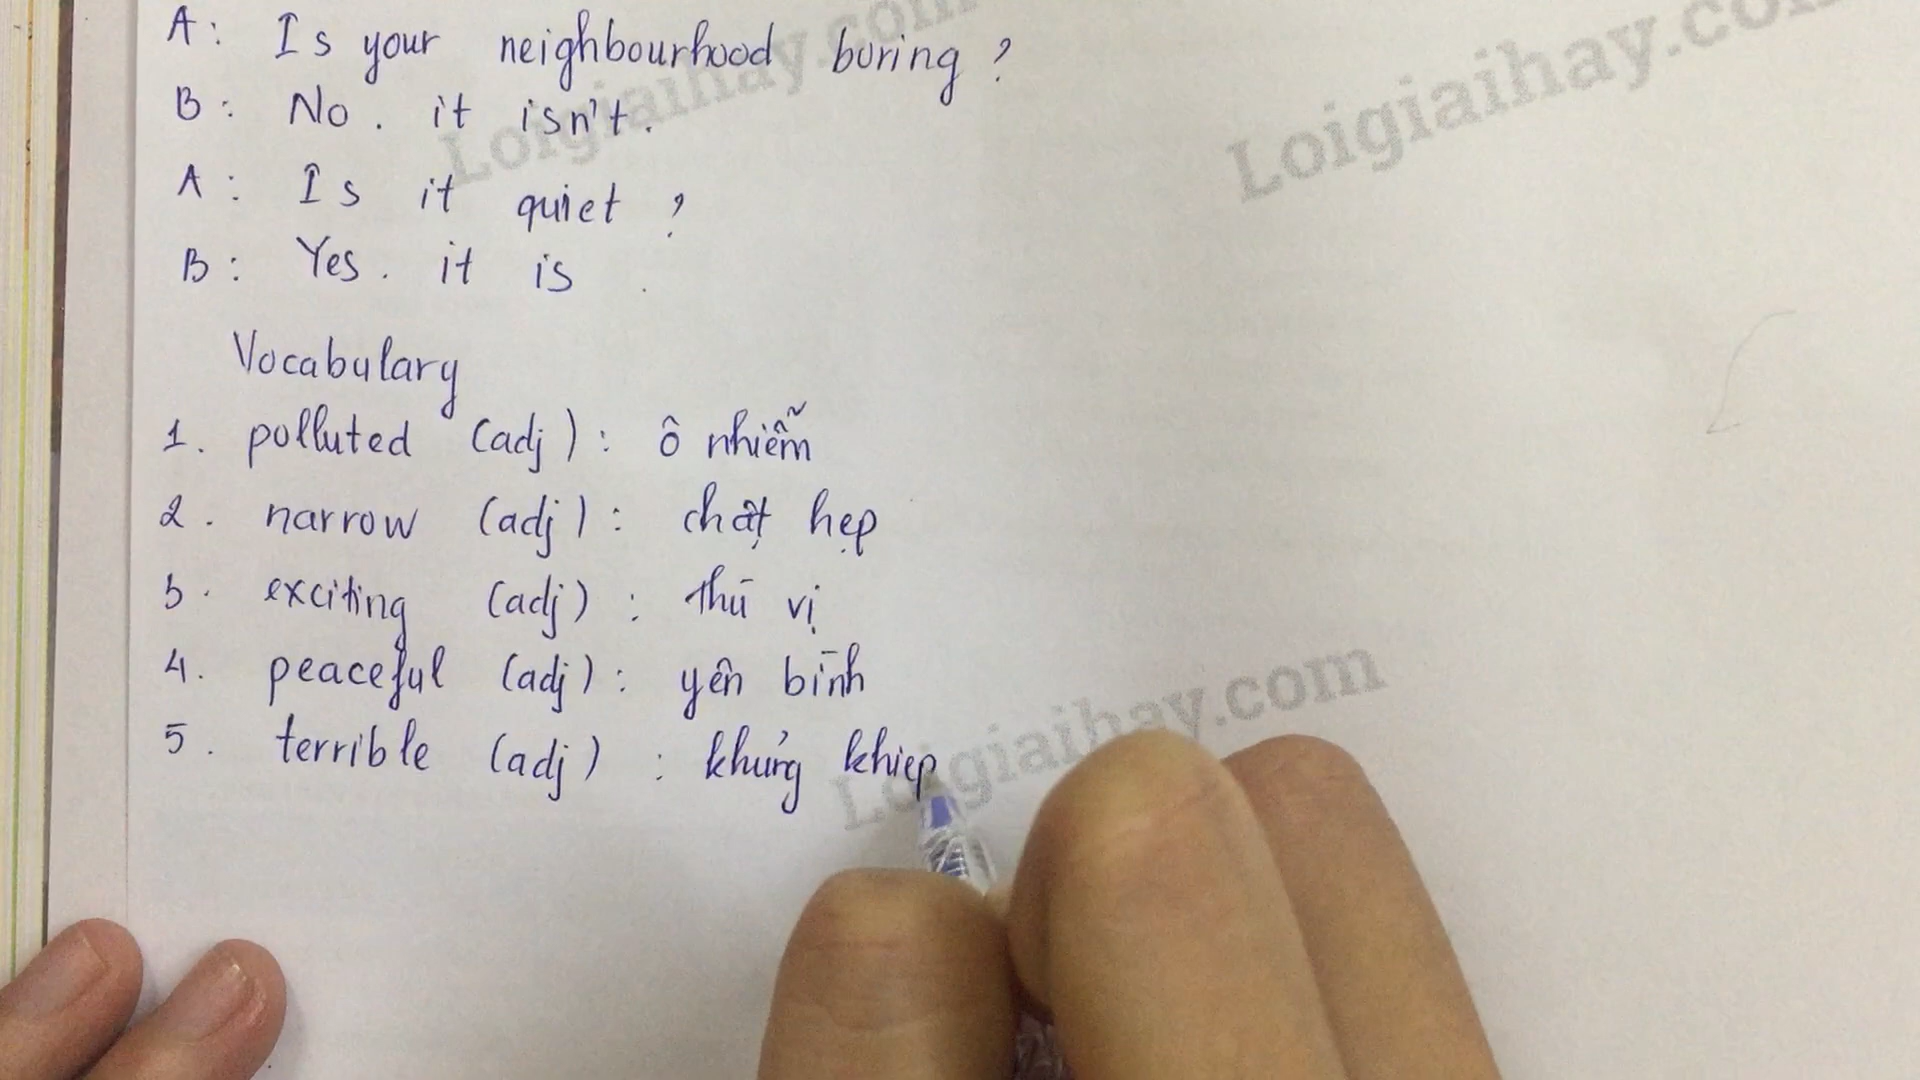 A: Is your neighbourhood boring ?
B: No. it isn't.
A: Is it quiet ?
B: Yes. it is
Vocabulary
1. polluted (adj): ô nhiễm
2. narrow (adj): chật hẹp
3. exciting (adj): thú vị
4. peaceful (adj): yên bình
5. terrible (adj): khủng khiep
Loigiaihay.com
Loigiaihay.com
Loigiaihay.com